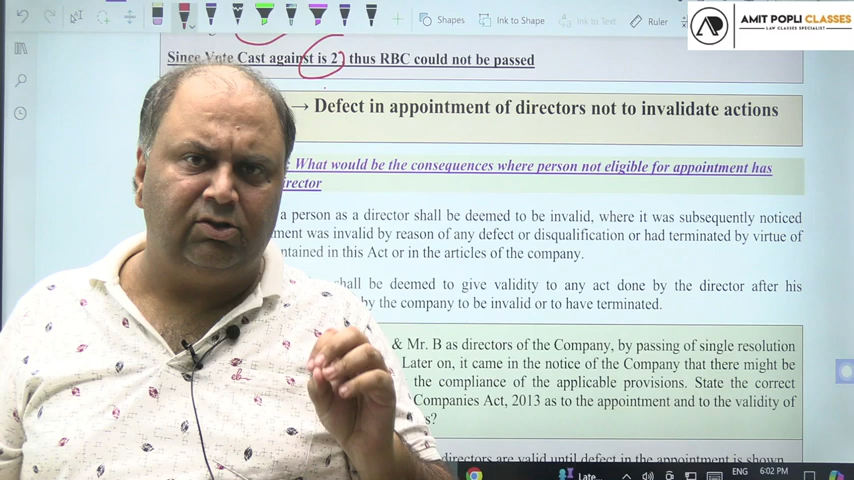 Shapes
Ink to Shape
Ink to Text
Ruler
AMIT POPLI CLASSES
LAW CLASSES SPECIALIST
Since Vote Cast against is 2, thus RBC could not be passed
→ Defect in appointment of directors not to invalidate actions
: What would be the consequences where person not eligible for appointment has
irector
a person as a director shall be deemed to be invalid, where it was subsequently noticed
ment was invalid by reason of any defect or disqualification or had terminated by virtue of
ntained in this Act or in the articles of the company.
shall be deemed to give validity to any act done by the director after his
by the company to be invalid or to have terminated.
& Mr. B as directors of the Company, by passing of single resolution
Later on, it came in the notice of the Company that there might be
the compliance of the applicable provisions. State the correct
Companies Act, 2013 as to the appointment and to the validity of
s?
directors are valid until defect in the appointment is shown
Late...
ENG
6:02 PM